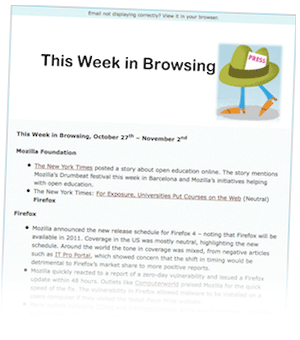 Email not displaying correctly? View it in your browser.
PRESS
This Week in Browsing
This Week in Browsing, October 27th – November 2nd
Mozilla Foundation
• The New York Times posted a story about open education online. The story mentions
Mozilla's Drumbeat festival this week in Barcelona and Mozilla's initiatives helping
with open education.
• The New York Times: For Exposure, Universities Put Courses on the Web (Neutral)
Firefox
Firefox
• Mozilla announced the new release schedule for Firefox 4 – noting that Firefox will be
available in 2011. Coverage in the US was mostly neutral, highlighting the new
schedule. Around the world the tone in coverage was mixed, from negative articles
such as IT Pro Portal, which showed concern that the shift in timing would be
detrimental to Firefox's market share to more positive reports.
• Mozilla quickly reacted to a report of a zero-day vulnerability and issued a Firefox
update within 48 hours. Outlets like Computerworld praised Mozilla for the quick
speed of the fix. The vulnerability in Firefox allowed malware to be installed on a